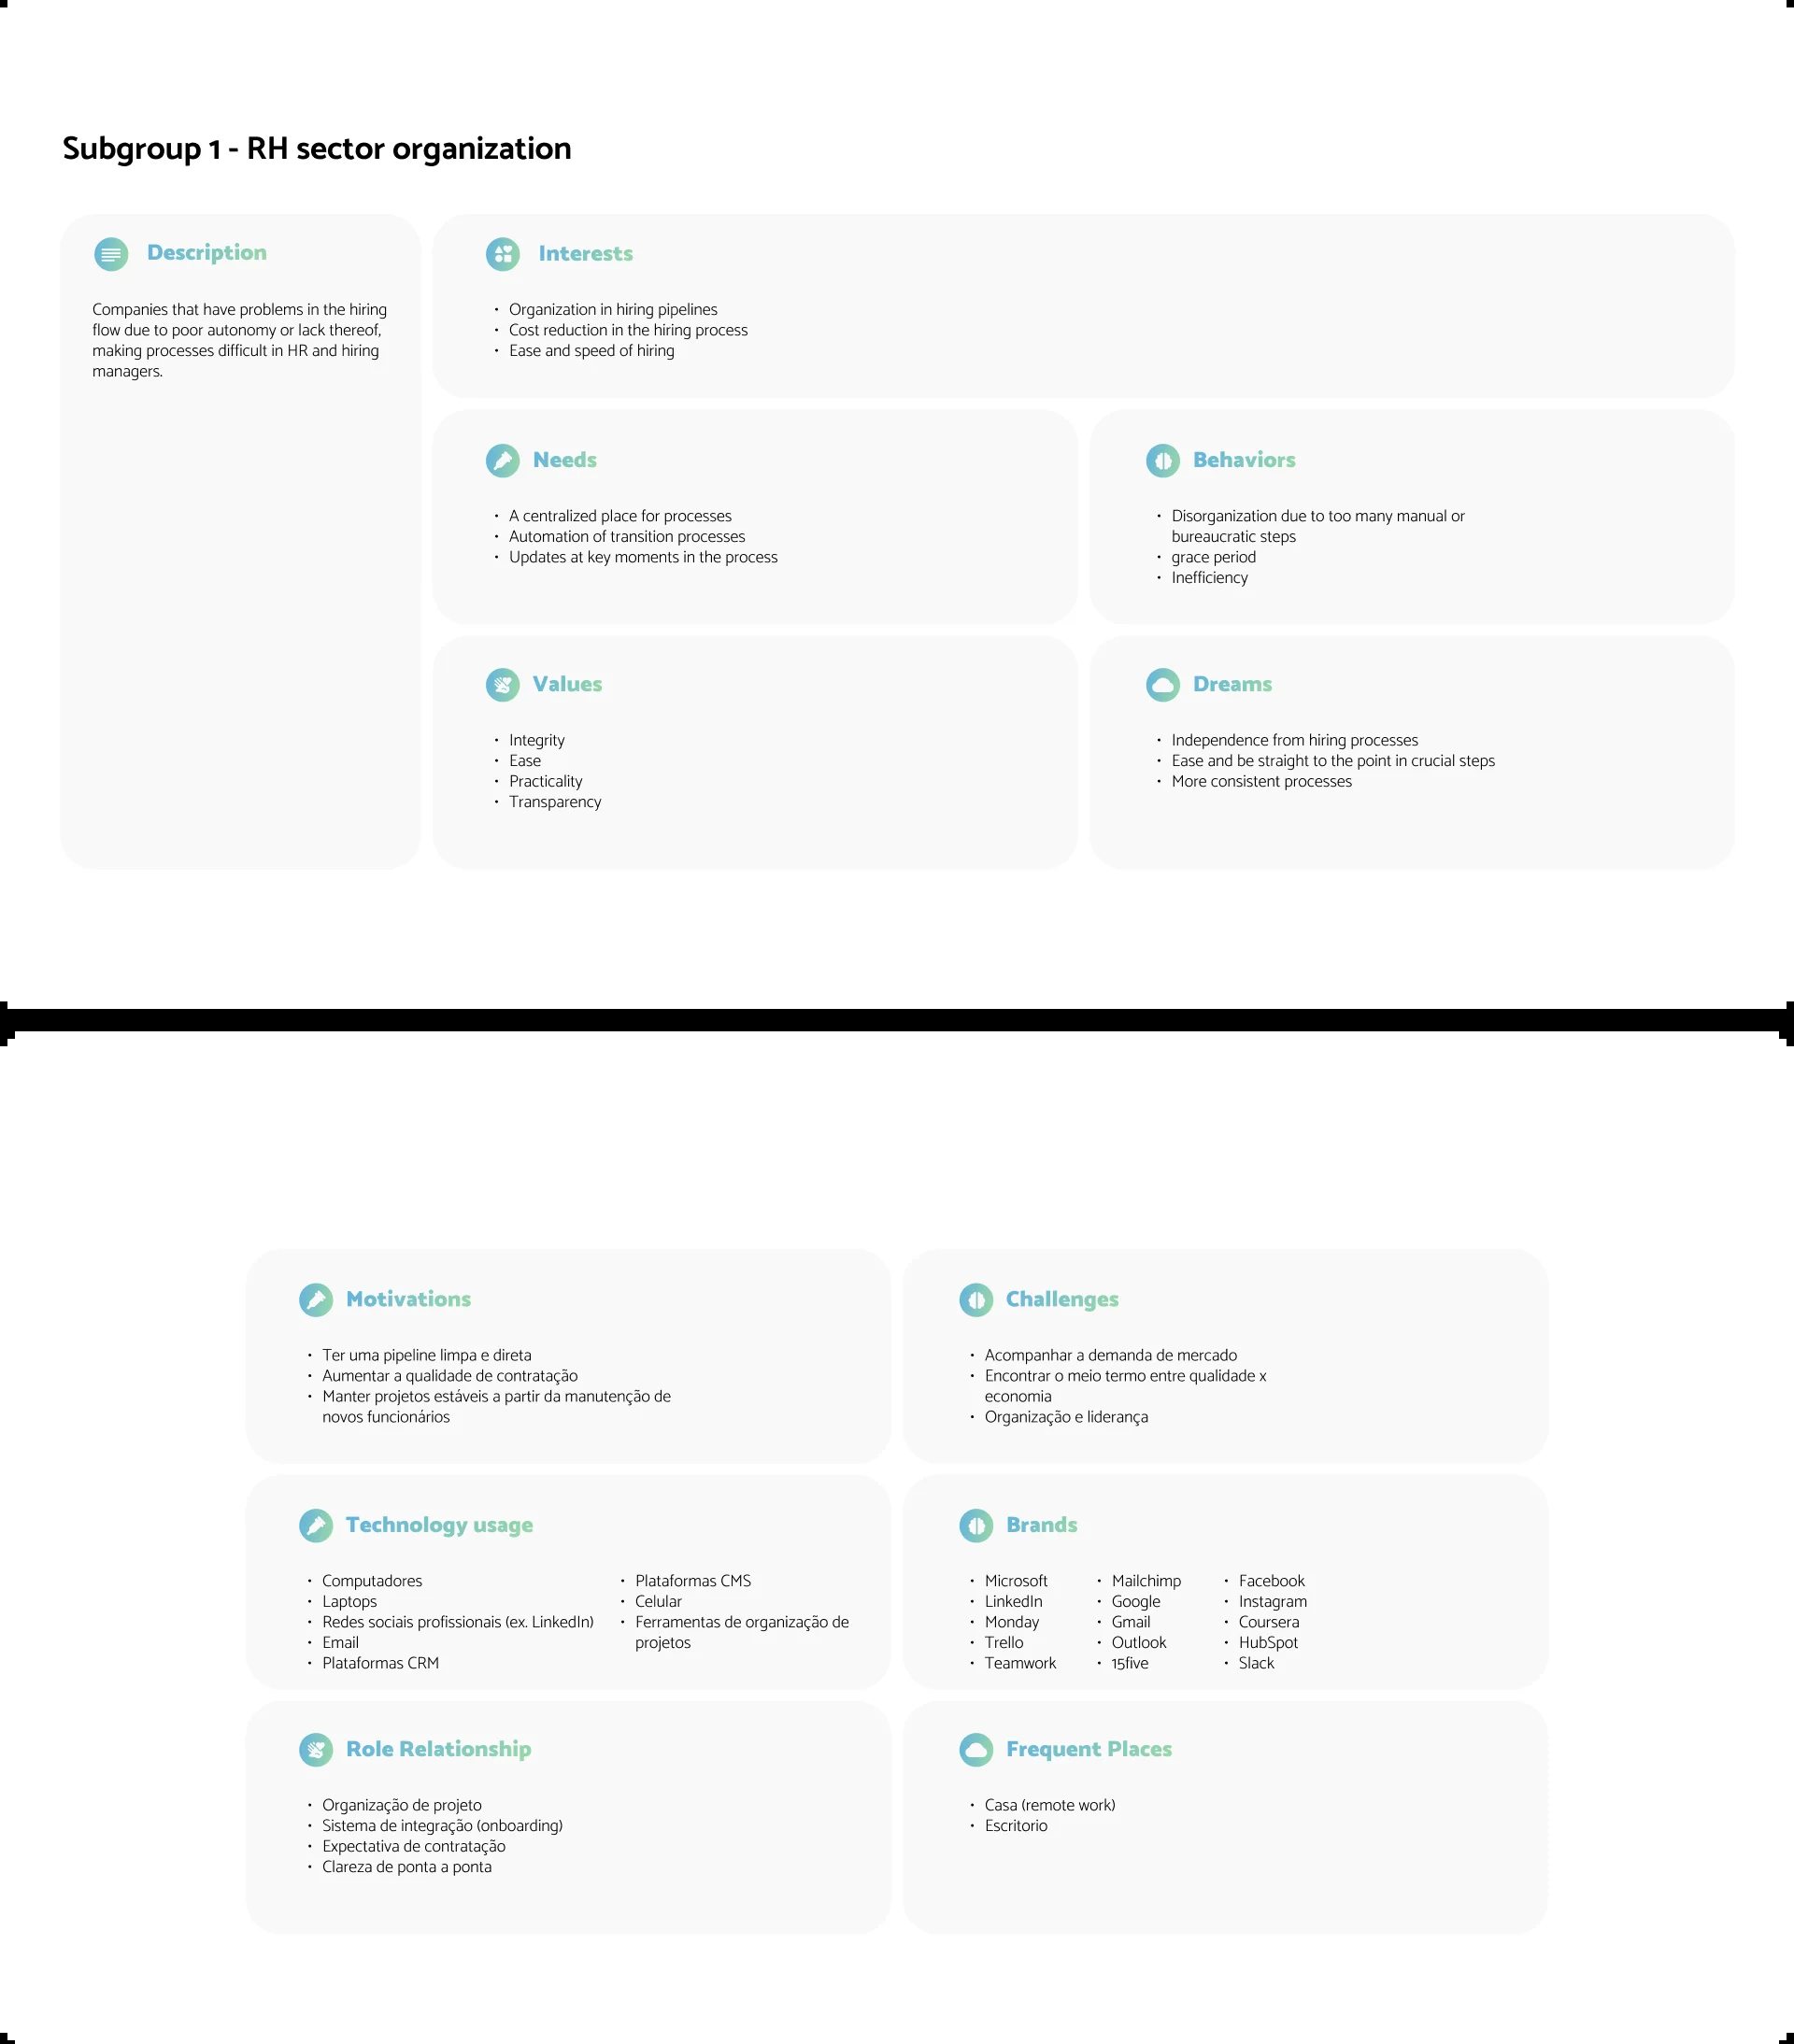 Subgroup 1 - RH sector organization
Description
Companies that have problems in the hiring
flow due to poor autonomy or lack thereof,
making processes difficult in HR and hiring
managers.
Interests
• Organization in hiring pipelines
• Cost reduction in the hiring process
• Ease and speed of hiring
Needs
• A centralized place for processes
• Automation of transition processes
• Updates at key moments in the process
Behaviors
• Disorganization due to too many manual or
bureaucratic steps
• grace period
• Inefficiency
Values
• Integrity
• Ease
• Practicality
• Transparency
Dreams
• Independence from hiring processes
• Ease and be straight to the point in crucial steps
• More consistent processes
Motivations
• Ter uma pipeline limpa e direta
• Aumentar a qualidade de contratação
• Manter projetos estáveis a partir da manutenção de
novos funcionários
Challenges
• Acompanhar a demanda de mercado
• Encontrar o meio termo entre qualidade x
economia
• Organização e liderança
Technology usage
• Computadores
• Laptops
• Redes sociais profissionais (ex. LinkedIn)
• Email
• Plataformas CRM
• Plataformas CMS
• Celular
• Ferramentas de organização de
projetos
Brands
• Microsoft
• LinkedIn
• Monday
• Trello
• Teamwork
• Mailchimp
• Google
• Gmail
• Outlook
• 15five
• Facebook
• Instagram
• Coursera
• HubSpot
• Slack
Role Relationship
• Organização de projeto
• Sistema de integração (onboarding)
• Expectativa de contratação
• Clareza de ponta a ponta
Frequent Places
• Casa (remote work)
• Escritorio